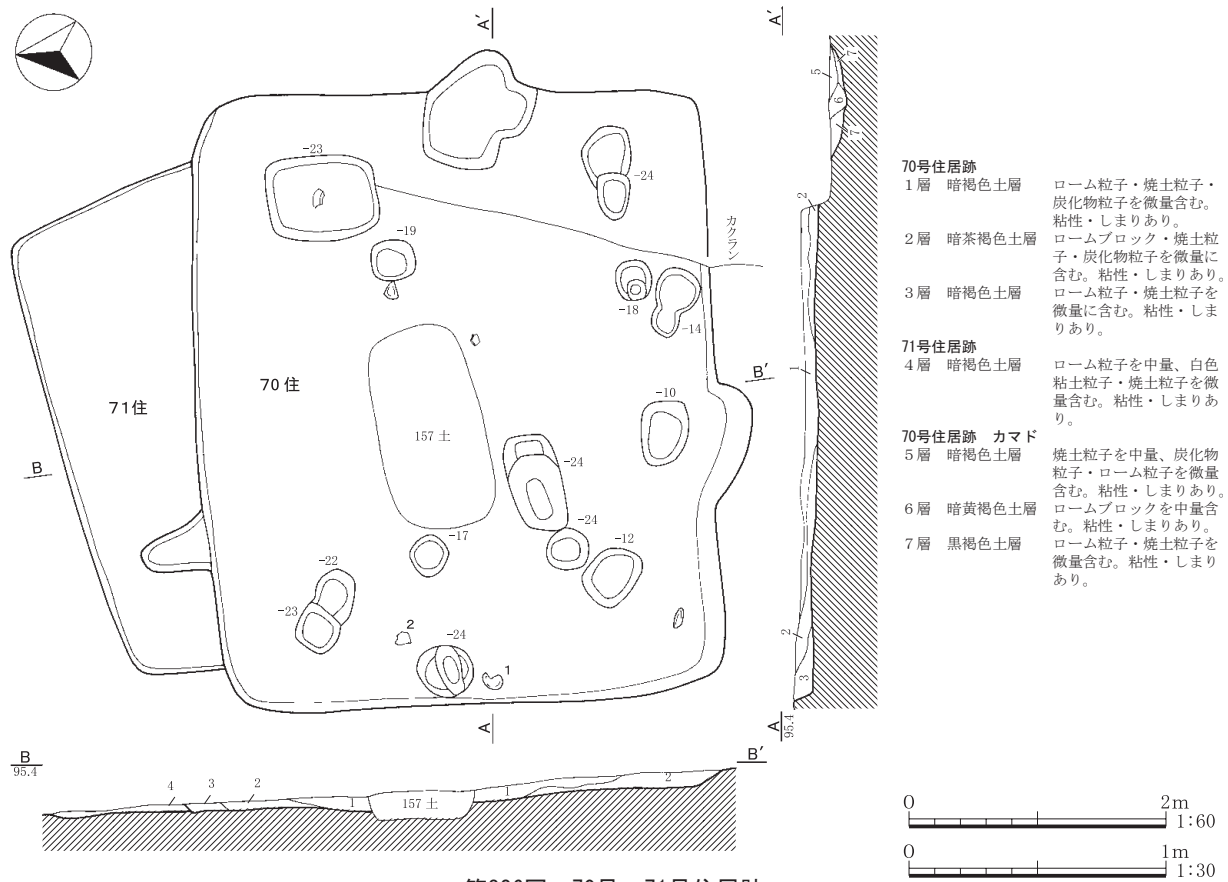 A′
A′
-23
-24
-19
カクラン
-18
-14
B′
70住
71住
157土
-10
B
-24
-24
-17
-12
-22
-23
2
-24
1
A
A
95.4
5
7
6
7
2
1
2
3
B
95.4
B′
4
3
2
1
157土
1
2
70号住居跡
1層 暗褐色土層 ローム粒子・焼土粒子・
炭化物粒子を微量含む。
粘性・しまりあり。
2層 暗茶褐色土層 ロームブロック・焼土粒
子・炭化物粒子を微量に
含む。粘性・しまりあり。
3層 暗褐色土層 ローム粒子・焼土粒子を
微量に含む。粘性・しま
りあり。
71号住居跡
4層 暗褐色土層 ローム粒子を中量、白色
粘土粒子・焼土粒子を微
量含む。粘性・しまりあ
り。
70号住居跡 カマド
5層 暗褐色土層 焼土粒子を中量、炭化物
粒子・ローム粒子を微量
含む。粘性・しまりあり。
6層 暗黄褐色土層 ロームブロックを中量含
む。粘性・しまりあり。
7層 黒褐色土層 ローム粒子・焼土粒子を
微量含む。粘性・しまり
あり。
0 2m
1:60
0 1m
1:30